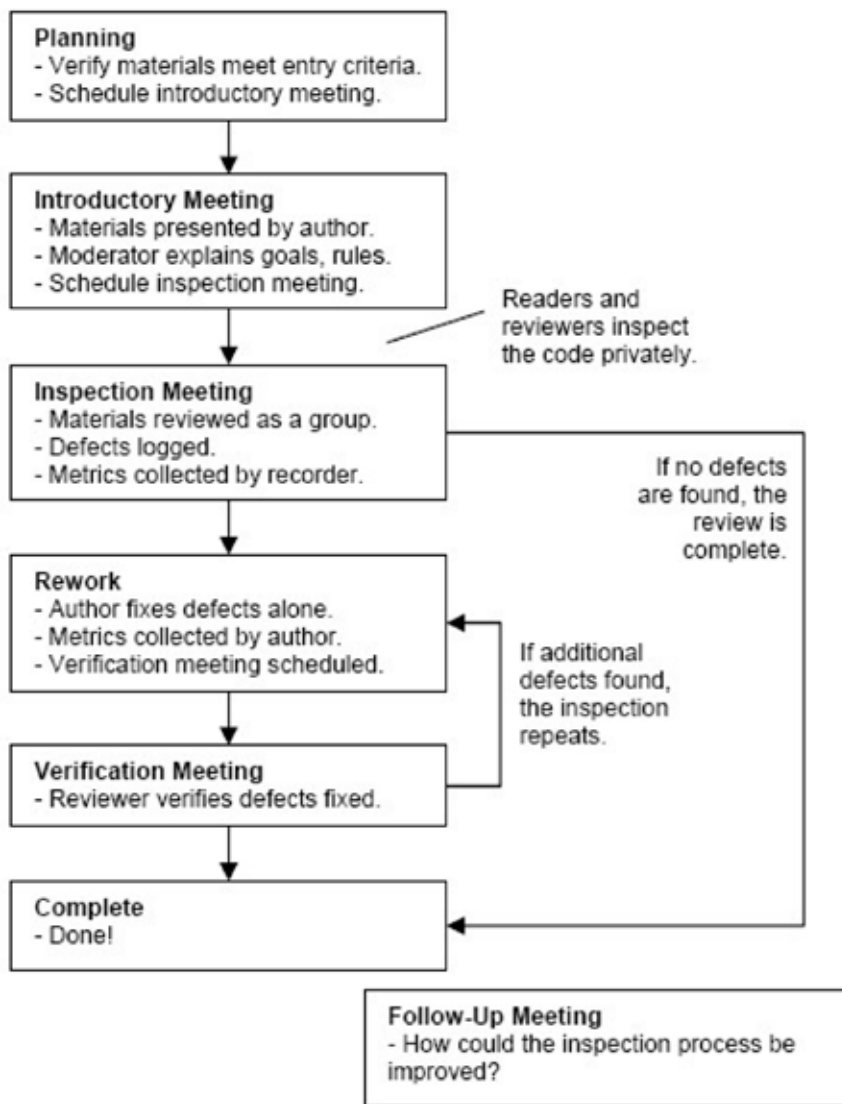 Planning
- Verify materials meet entry criteria.
- Schedule introductory meeting.
Introductory Meeting
- Materials presented by author.
- Moderator explains goals, rules.
- Schedule inspection meeting.
Readers and
reviewers inspect
the code privately.
Inspection Meeting
- Materials reviewed as a group.
- Defects logged.
- Metrics collected by recorder.
If no defects
are found, the
review is
complete.
Rework
- Author fixes defects alone.
- Metrics collected by author.
- Verification meeting scheduled.
If additional
defects found,
the inspection
repeats.
Verification Meeting
- Reviewer verifies defects fixed.
Complete
- Done!
Follow-Up Meeting
- How could the inspection process be
improved?